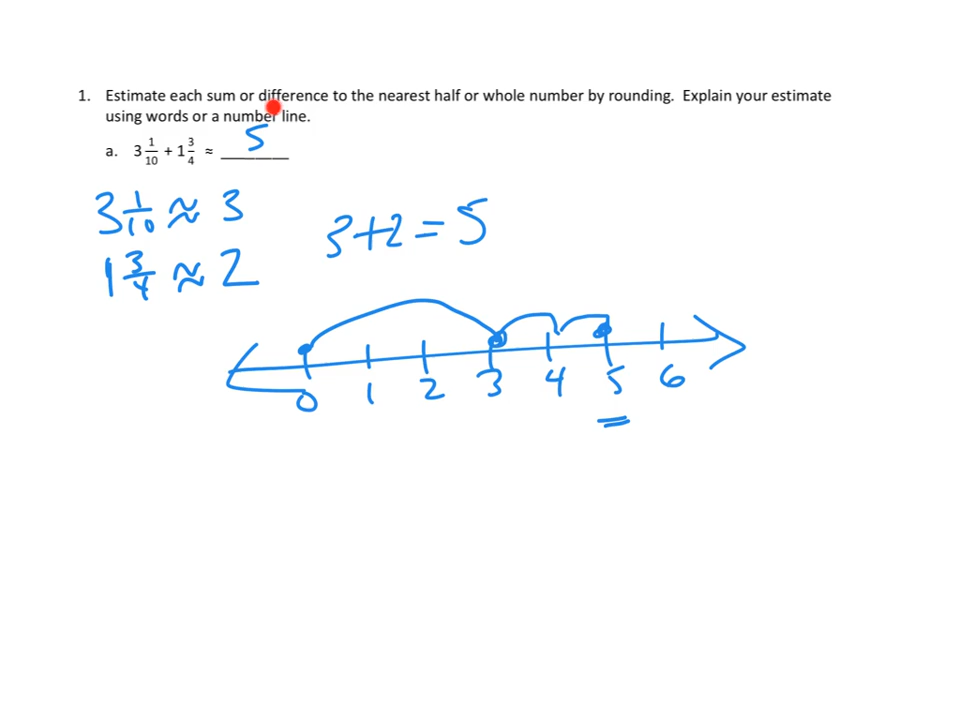 1. Estimate each sum or difference to the nearest half or whole number by rounding. Explain your estimate
using words or a number line.
a. 3 1/10 + 1 3/4 ≈ 5
3 1/10 ≈ 3
3+2=5
1 3/4 ≈ 2
0 1 2 3 4 5 6